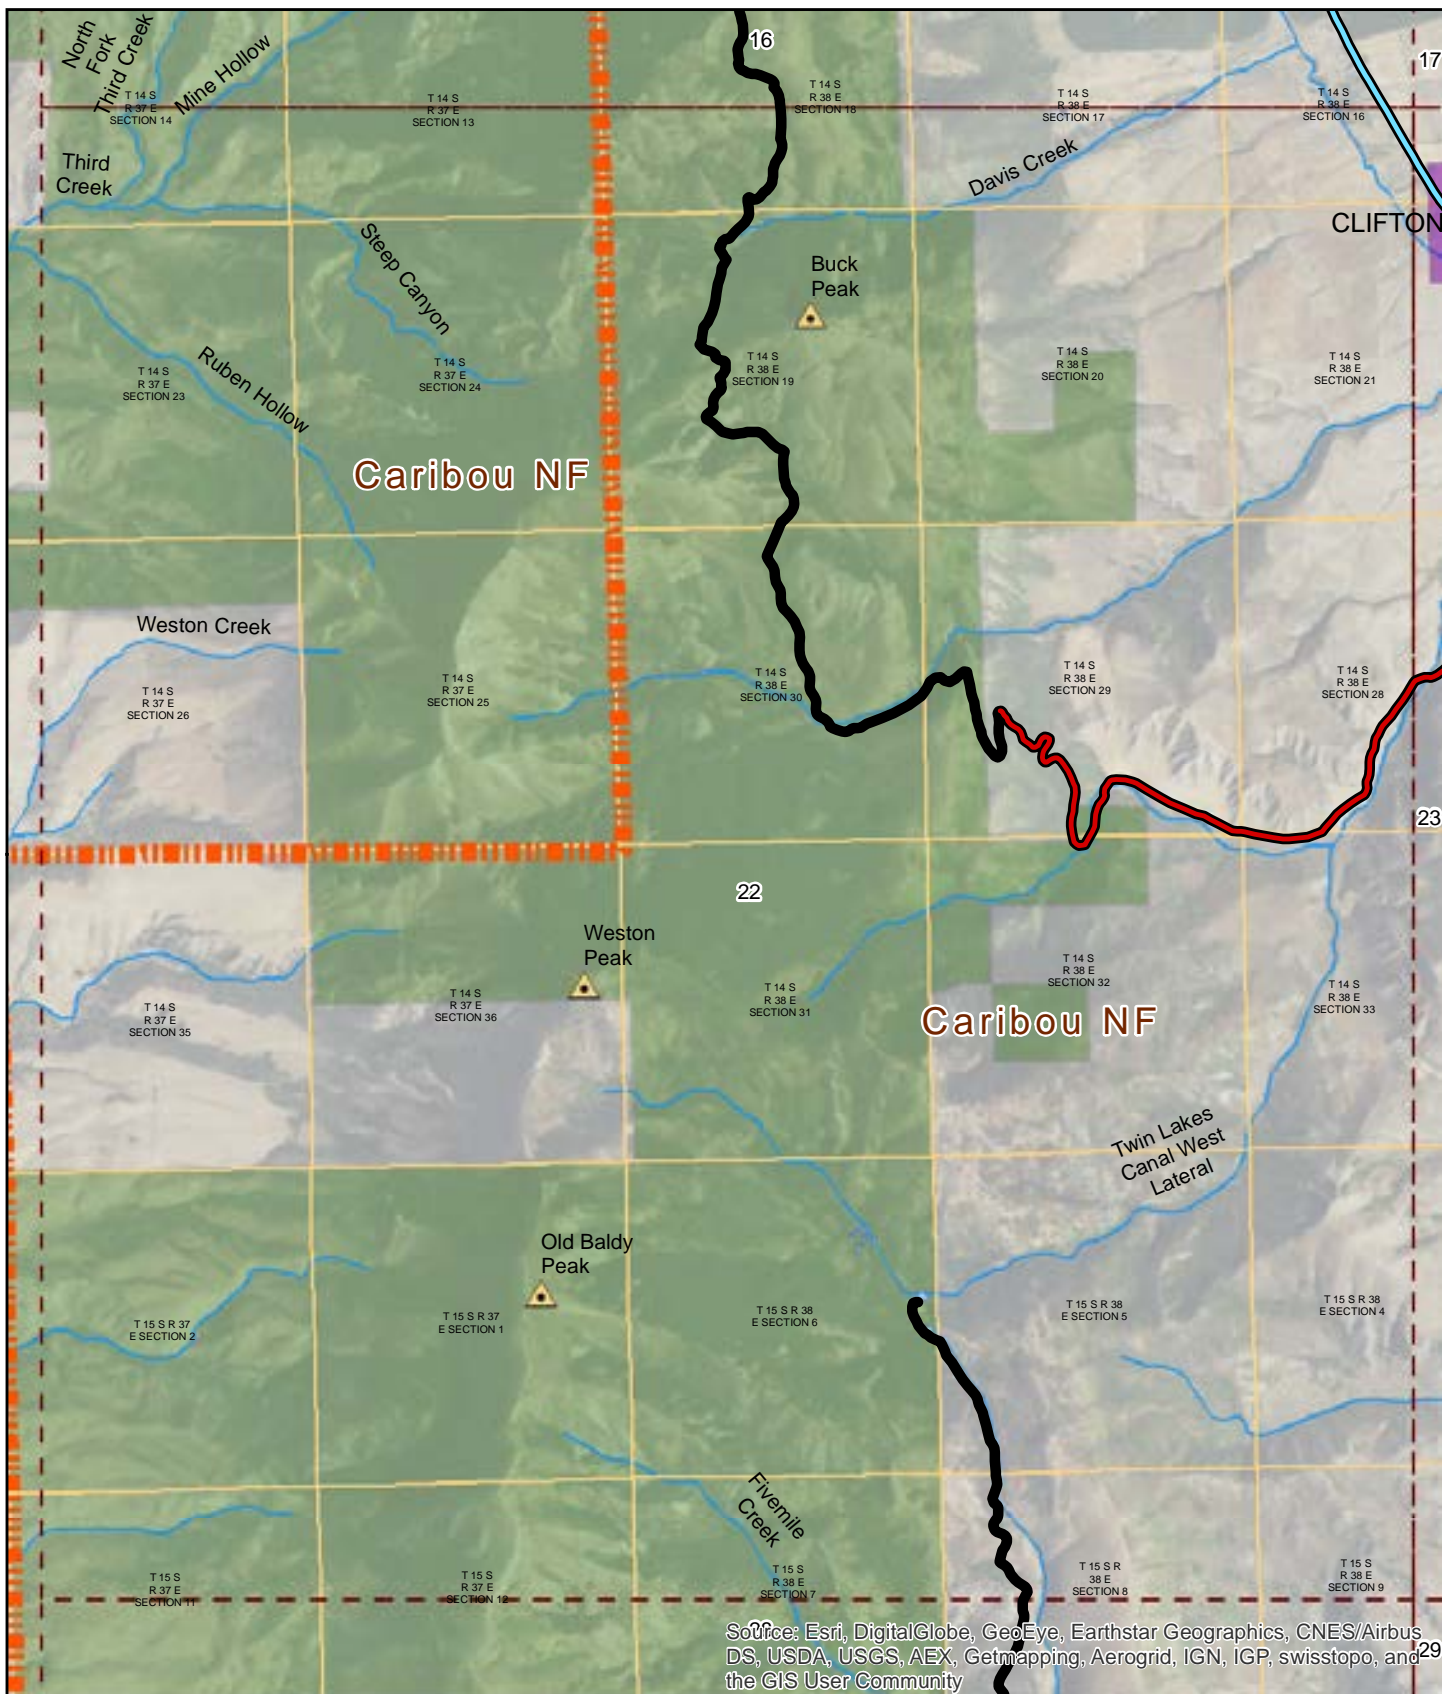 16
17
North
Fork
Third Creek
Mine Hollow
T 14 S
R 37 E
SECTION 14
T 14 S
R 37 E
SECTION 13
T 14 S
R 38 E
SECTION 18
T 14 S
R 38 E
SECTION 17
T 14 S
R 38 E
SECTION 16
Third
Creek
Davis Creek
CLIFTON
Steep Canyon
Buck
Peak
Ruben Hollow
T 14 S
R 37 E
SECTION 23
T 14 S
R 37 E
SECTION 24
T 14 S
R 38 E
SECTION 19
T 14 S
R 38 E
SECTION 20
T 14 S
R 38 E
SECTION 21
Caribou NF
Weston Creek
T 14 S
R 37 E
SECTION 26
T 14 S
R 37 E
SECTION 25
T 14 S
R 38 E
SECTION 30
T 14 S
R 38 E
SECTION 29
T 14 S
R 38 E
SECTION 28
23
22
Weston
Peak
T 14 S
R 37 E
SECTION 35
T 14 S
R 37 E
SECTION 36
T 14 S
R 38 E
SECTION 31
T 14 S
R 38 E
SECTION 32
T 14 S
R 38 E
SECTION 33
Caribou NF
Twin Lakes
Canal West
Lateral
Old Baldy
Peak
T 15 S R 37
E SECTION 2
T 15 S R 37
E SECTION 1
T 15 S R 38
E SECTION 6
T 15 S R 38
E SECTION 5
T 15 S R 38
E SECTION 4
Fivemile
Creek
T 15 S
R 37 E
SECTION 11
T 15 S
R 37 E
SECTION 12
T 15 S
R 38 E
SECTION 7
T 15 S R
38 E
SECTION 8
T 15 S
R 38 E
SECTION 9
Source: Esri, DigitalGlobe, GeoEye, Earthstar Geographics, CNES/Airbus
DS, USDA, USGS, AEX, Getmapping, Aerogrid, IGN, IGP, swisstopo, and
the GIS User Community
29